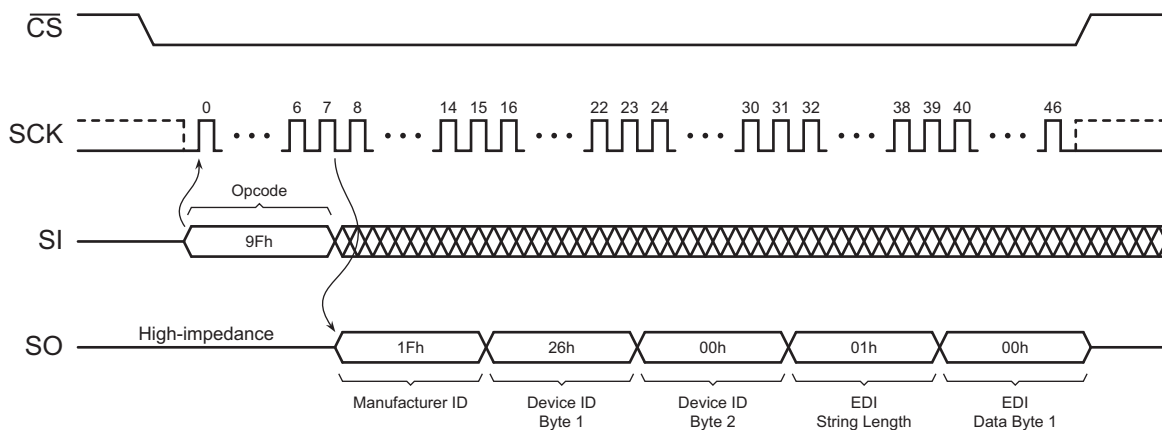 CS
0 6 7 8 14 15 16 22 23 24 30 31 32 38 39 40 46
SCK
Opcode
SI
9Fh
High-impedance
SO
1Fh 26h 00h 01h 00h
Manufacturer ID
Device ID
Byte 1
Device ID
Byte 2
EDI
String Length
EDI
Data Byte 1